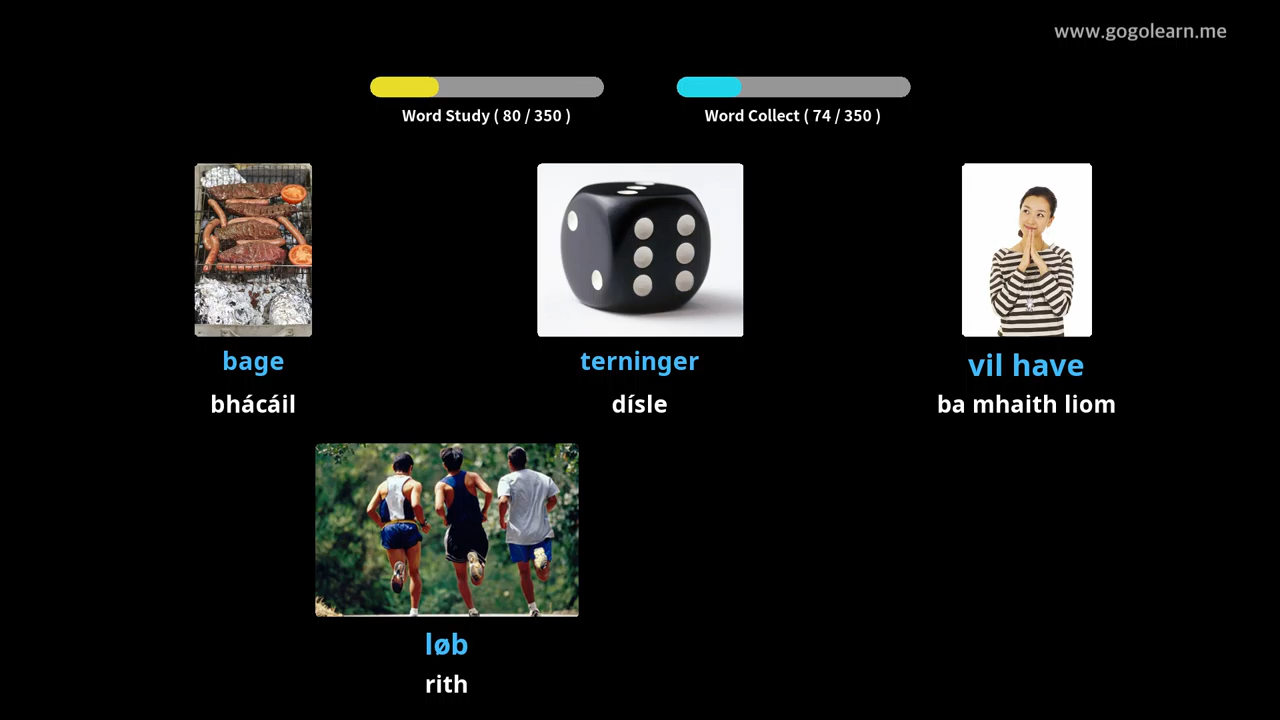 www.gogolearn.me
Word Study ( 80 / 350 )
Word Collect ( 74 / 350 )
bage
terninger
vil have
bhácáil
dísle
ba mhaith liom
løb
rith